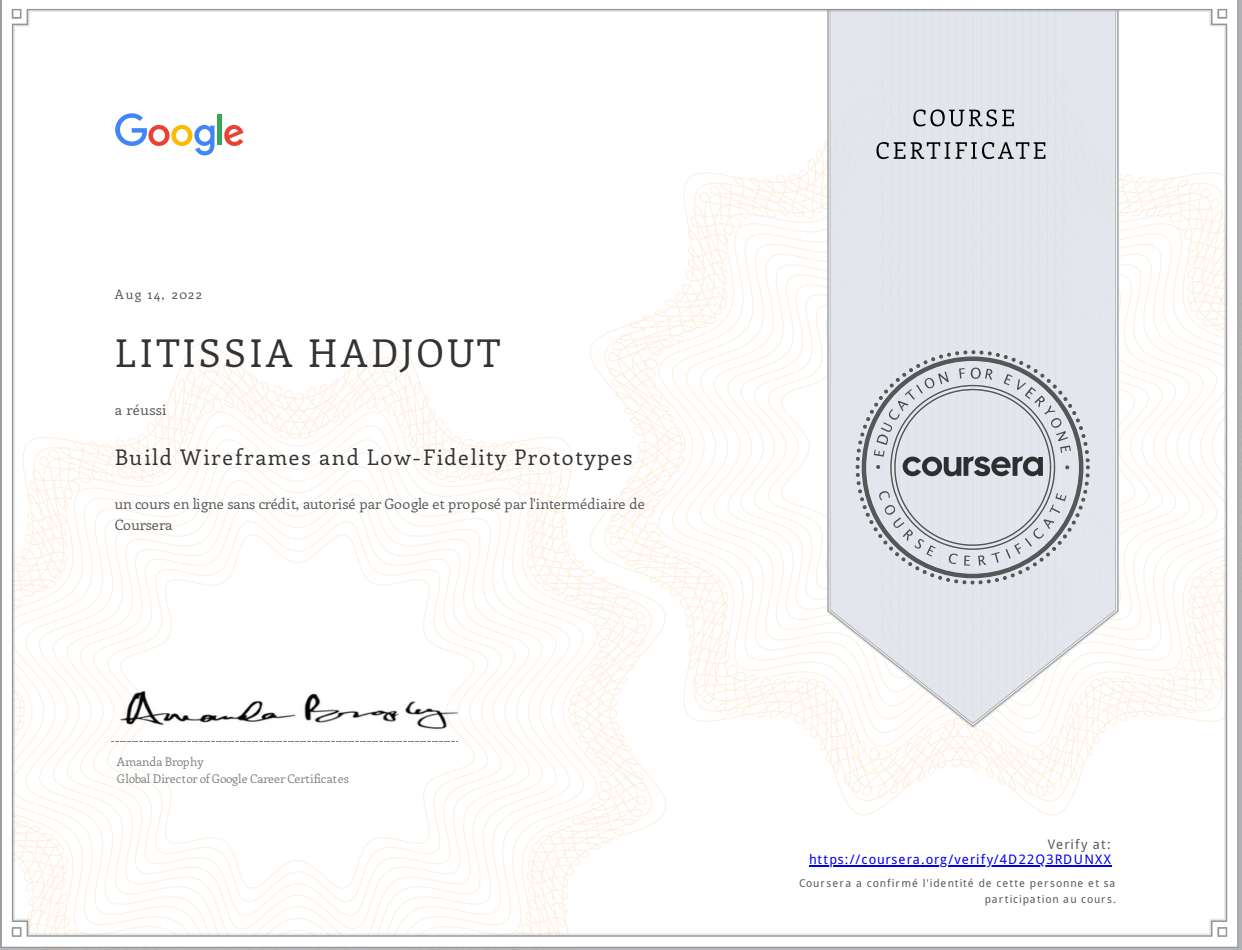 Google
COURSE
CERTIFICATE
Aug 14, 2022
LITISSIA HADJOUT
a réussi
Build Wireframes and Low-Fidelity Prototypes
un cours en ligne sans crédit, autorisé par Google et proposé par l'intermédiaire de
Coursera
EDUCATION FOR EVERYONE
coursera
COURSE CERTIFICATE
Amanda Brophy
Amanda Brophy
Global Director of Google Career Certificates
Verify at:
https://coursera.org/verify/4D22Q3RDUNXX
Coursera a confirmé l'identité de cette personne et sa
participation au cours.